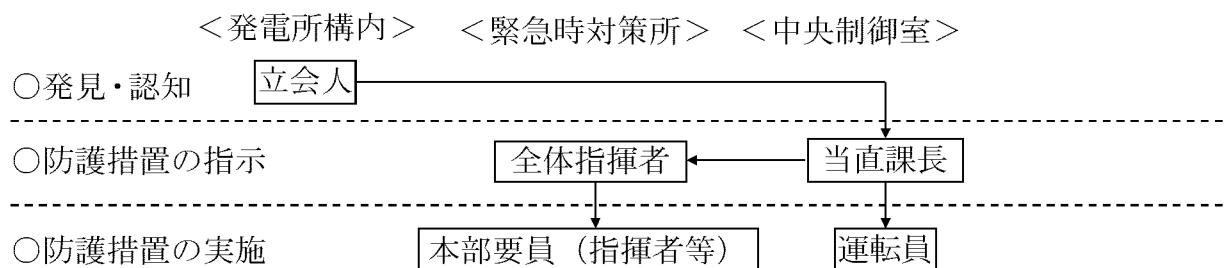 ＜発電所構内＞ ＜緊急時対策所＞ ＜中央制御室＞
○発見・認知 立会人
○防護措置の指示 全体指揮者 当直課長
○防護措置の実施 本部要員（指揮者等） 運転員